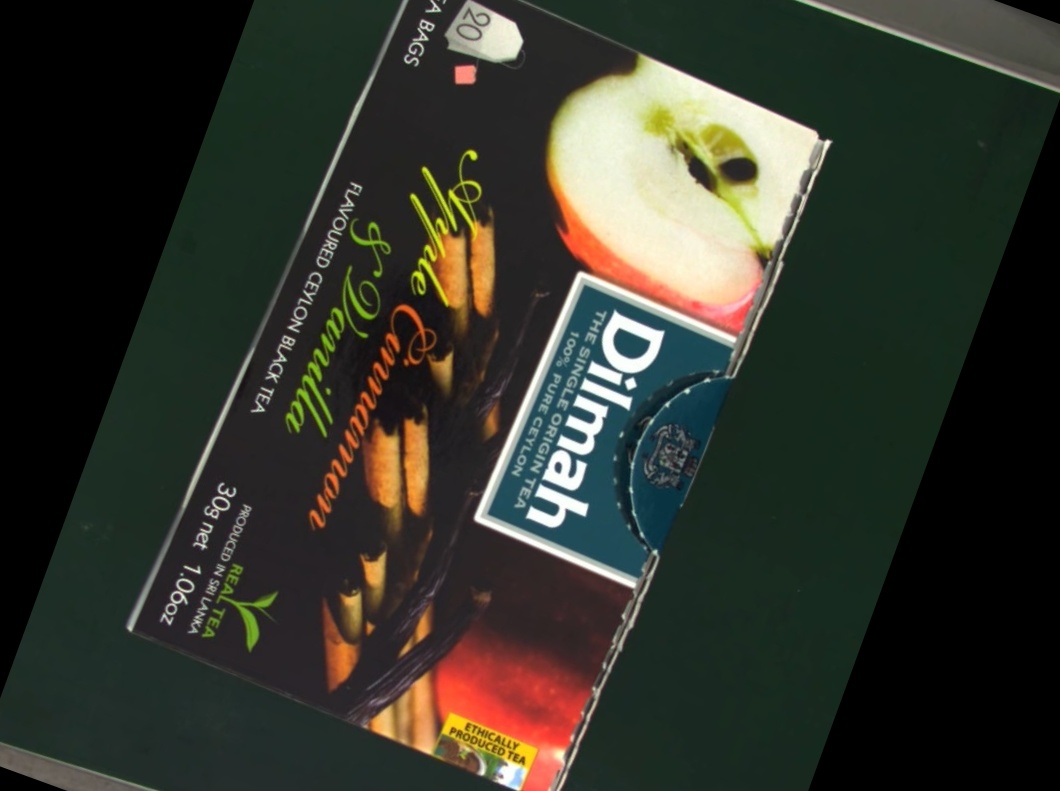 Dilmah
THE SINGLE ORIGIN TEA
100% PURE CEYLON TEA
Apple Cinnamon
& Vanilla
FLAVOURED CEYLON BLACK TEA
20
BAGS
ETHICALLY
PRODUCED TEA
REAL TEA
PRODUCED IN SRI LANKA
30g net 1.06oz